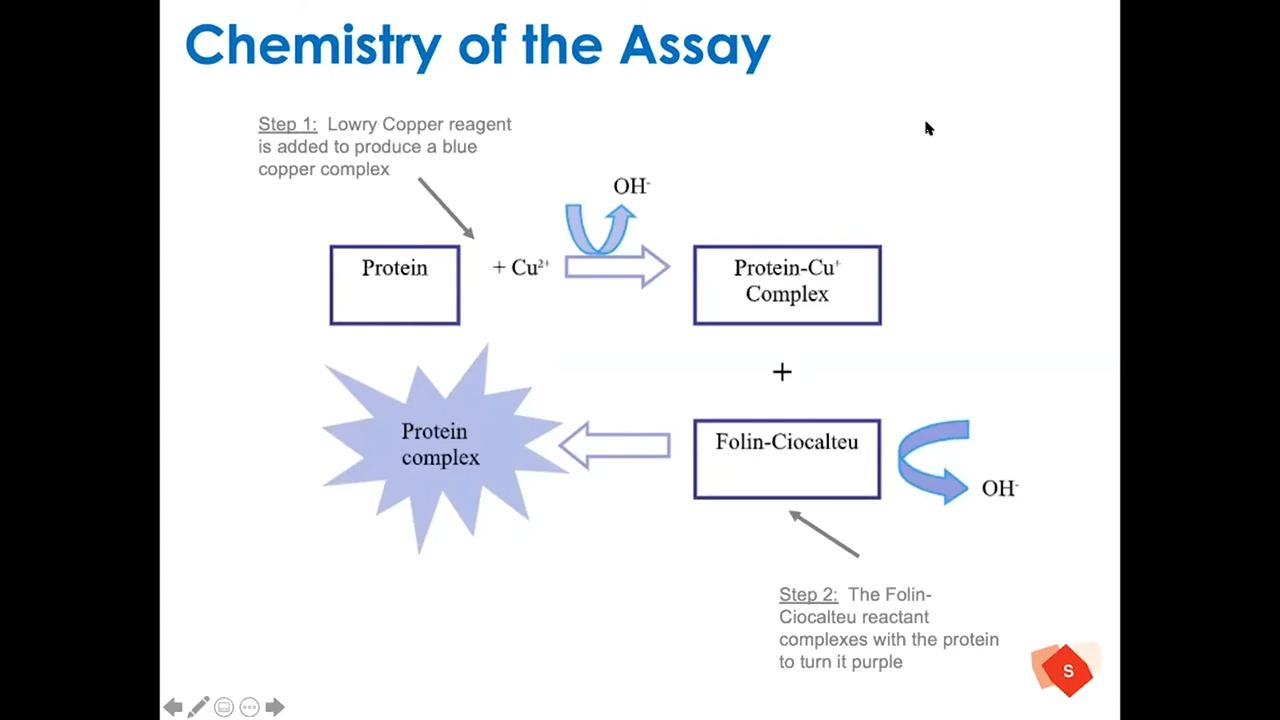 Chemistry of the Assay
Step 1: Lowry Copper reagent
is added to produce a blue
copper complex
OH⁻
Protein
+ Cu²⁺
Protein-Cu⁺
Complex
+
Protein
complex
Folin-Ciocalteu
OH⁻
Step 2: The Folin-
Ciocalteu reactant
complexes with the protein
to turn it purple
S